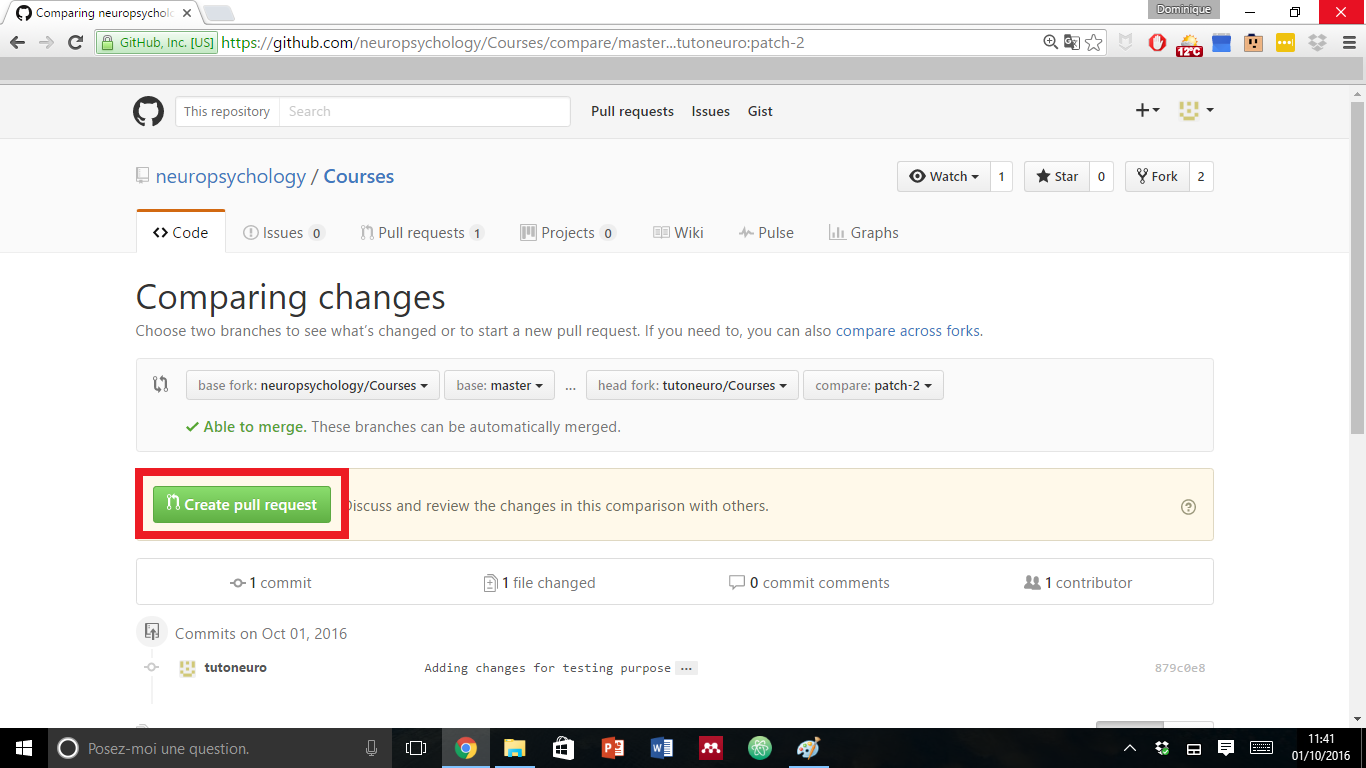 Comparing neuropsycholo
Dominique
GitHub, Inc. [US] https://github.com/neuropsychology/Courses/compare/master...tutoneuro:patch-2
12°C
This repository Search Pull requests Issues Gist
neuropsychology / Courses
Watch 1 Star 0 Fork 2
Code Issues 0 Pull requests 1 Projects 0 Wiki Pulse Graphs
Comparing changes
Choose two branches to see what's changed or to start a new pull request. If you need to, you can also compare across forks.
base fork: neuropsychology/Courses base: master ... head fork: tutoneuro/Courses compare: patch-2
Able to merge. These branches can be automatically merged.
Create pull request Discuss and review the changes in this comparison with others.
1 commit 1 file changed 0 commit comments 1 contributor
Commits on Oct 01, 2016
tutoneuro Adding changes for testing purpose … 879c0e8
Posez-moi une question.
11:41
01/10/2016